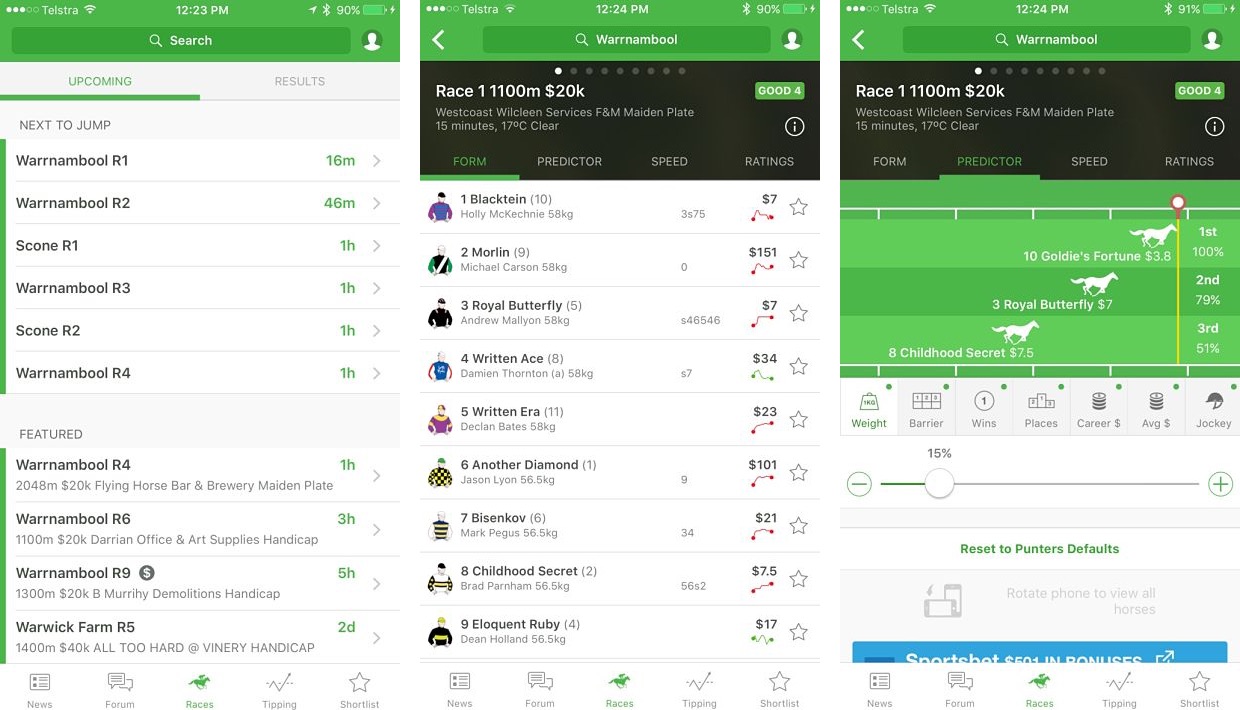 Telstra 12:23 PM 90%
Search
UPCOMING RESULTS
NEXT TO JUMP
Warrnambool R1 16m
Warrnambool R2 46m
Scone R1 1h
Warrnambool R3 1h
Scone R2 1h
Warrnambool R4 1h
FEATURED
Warrnambool R4 1h
2048m $20k Flying Horse Bar & Brewery Maiden Plate
Warrnambool R6 3h
1100m $20k Darrian Office & Art Supplies Handicap
Warrnambool R9 $ 5h
1300m $20k B Murrihy Demolitions Handicap
Warwick Farm R5 2d
1400m $40k ALL TOO HARD @ VINERY HANDICAP
News Forum Races Tipping Shortlist
Telstra 12:24 PM 90%
Warrnambool
Race 1 1100m $20k GOOD 4
Westcoast Wilcleen Services F&M Maiden Plate
15 minutes, 17ºC Clear
FORM PREDICTOR SPEED RATINGS
1 Blacktein (10) $7
Holly McKechnie 58kg 3s75
2 Morlin (9) $151
Michael Carson 58kg 0
3 Royal Butterfly (5) $7
Andrew Mallyon 58kg s46546
4 Written Ace (8) $34
Damien Thornton (a) 58kg s7
5 Written Era (11) $23
Declan Bates 58kg
6 Another Diamond (1) $101
Jason Lyon 56.5kg 9
7 Bisenkov (6) $21
Mark Pegus 56.5kg 34
8 Childhood Secret (2) $7.5
Brad Parnham 56.5kg 56s2
9 Eloquent Ruby (4) $17
Dean Holland 56.5kg
News Forum Races Tipping Shortlist
Telstra 12:24 PM 91%
Warrnambool
Race 1 1100m $20k GOOD 4
Westcoast Wilcleen Services F&M Maiden Plate
15 minutes, 17ºC Clear
FORM PREDICTOR SPEED RATINGS
1st
10 Goldie's Fortune $3.8 100%
2nd
3 Royal Butterfly $7 79%
3rd
8 Childhood Secret $7.5 51%
1KG 1 2 3 1 2 1 3
Weight Barrier Wins Places Career $ Avg $ Jockey
15%
Reset to Punters Defaults
Rotate phone to view all
horses
Sportsbet $501 IN BONUSES
News Forum Races Tipping Shortlist